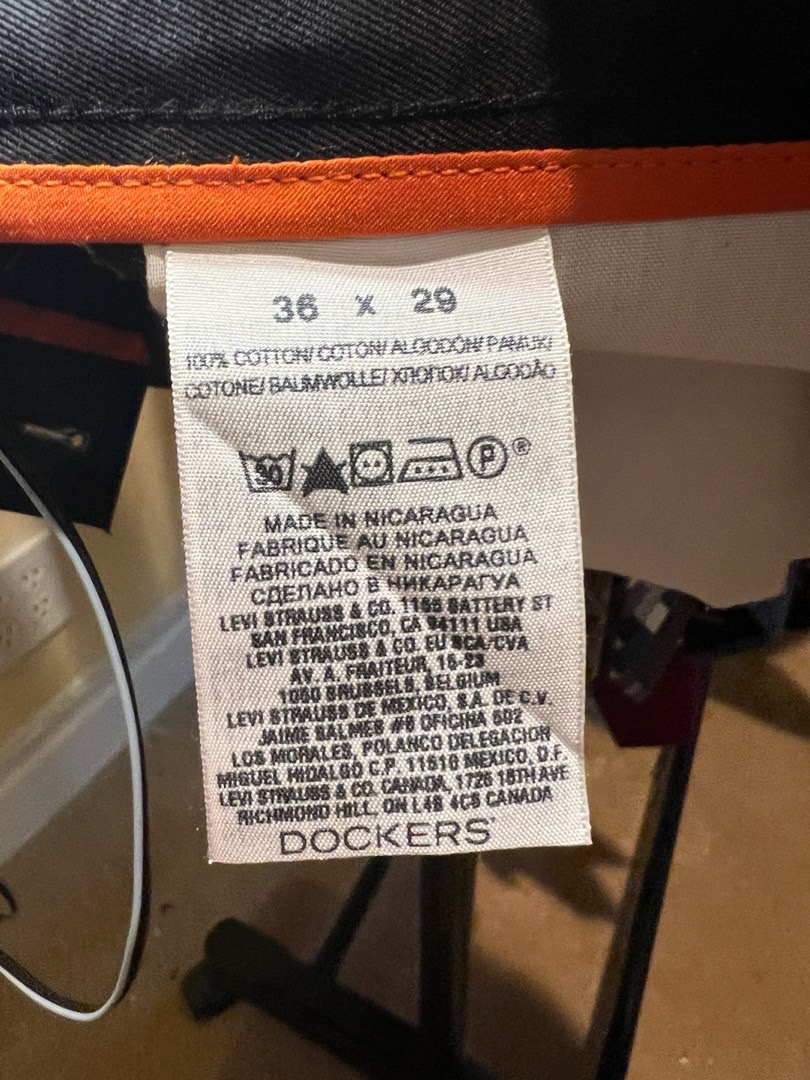 36 x 29
100% COTTON/ COTON/ ALGODÓN/ PAMUK/
COTONE/ BAUMWOLLE/ ХЛОПОК/ ALGODÃO
30
P®
MADE IN NICARAGUA
FABRIQUE AU NICARAGUA
FABRICADO EN NICARAGUA
СДЕЛАНО В НИКАРАГУА
LEVI STRAUSS & CO. 1155 BATTERY ST
SAN FRANCISCO, CA 94111 USA
LEVI STRAUSS & CO. EU SCA/CVA
AV. A. FRAITEUR, 15-23
1050 BRUSSELS, BELGIUM
LEVI STRAUSS DE MEXICO, S.A. DE C.V.
JAIME BALMES #8 OFICINA 602
LOS MORALES, POLANCO DELEGACION
MIGUEL HIDALGO C.P. 11510 MEXICO, D.F.
LEVI STRAUSS & CO. CANADA, 1725 16TH AVE
RICHMOND HILL, ON L4B 4C6 CANADA
DOCKERS®